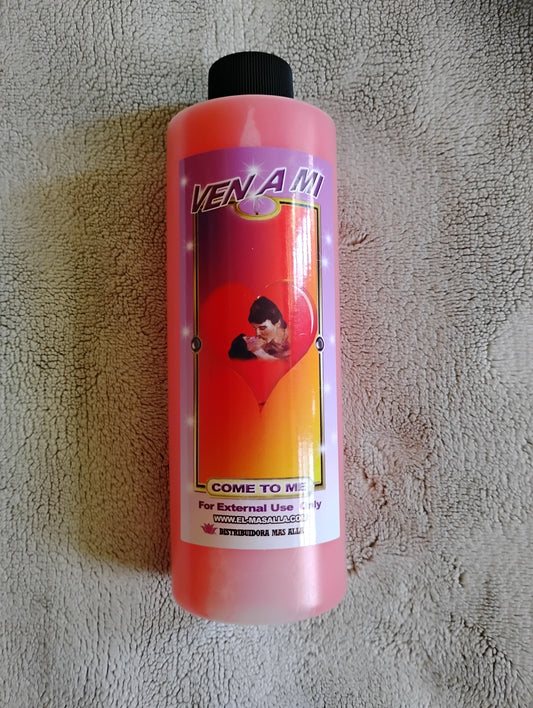 VEN A MI
COME TO ME
For External Use Only
WWW.EL-MASALLA.COM
DISTRIBUIDORA MAS ALLA